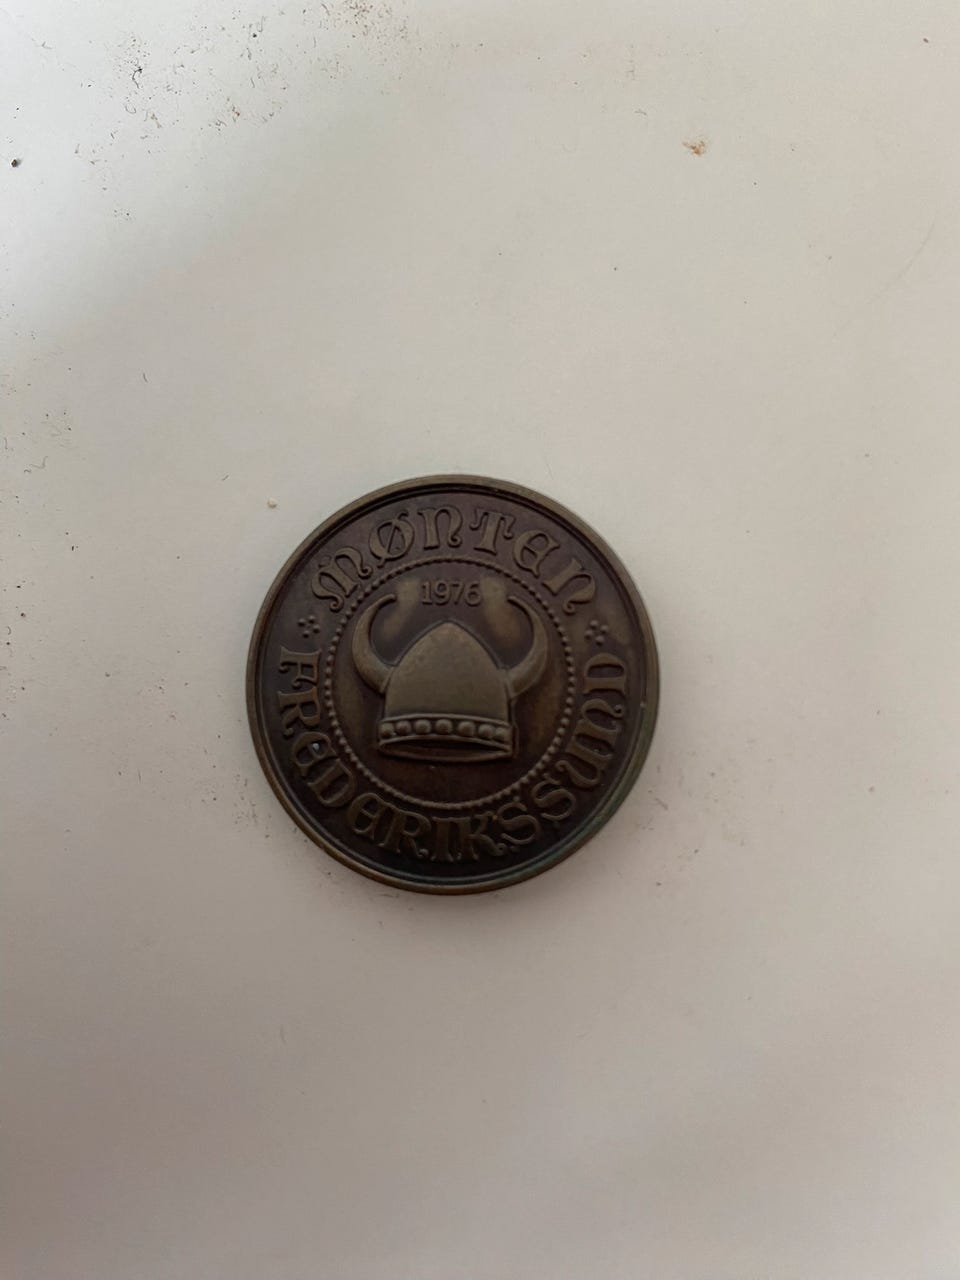 MØNTEN
1976
FREDERIKSSUND